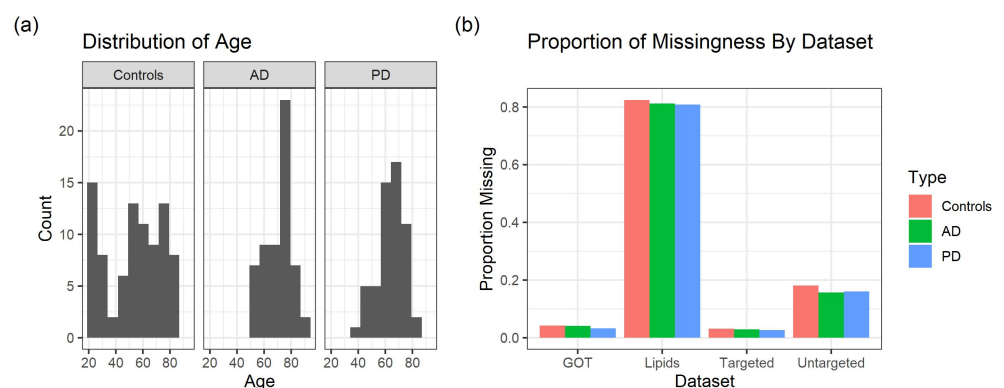 (a)
Distribution of Age
Controls AD PD
20
15
10
5
0
Count
20 40 60 80 20 40 60 80 20 40 60 80
Age
(b)
Proportion of Missingness By Dataset
0.8
0.6
0.4
0.2
0.0
Proportion Missing
GOT Lipids Targeted Untargeted
Dataset
Type
Controls
AD
PD